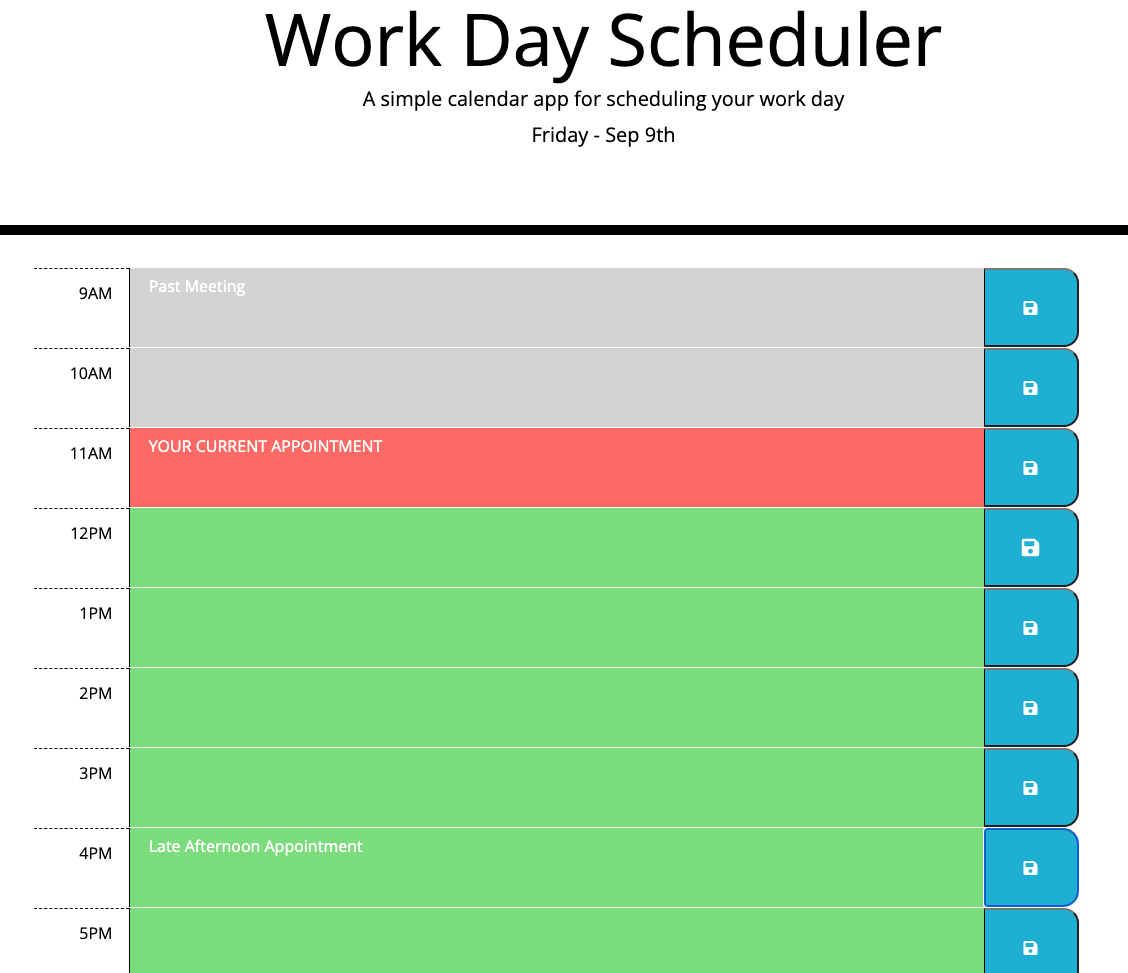 Work Day Scheduler
A simple calendar app for scheduling your work day
Friday - Sep 9th
9AM Past Meeting
10AM
11AM YOUR CURRENT APPOINTMENT
12PM
1PM
2PM
3PM
4PM Late Afternoon Appointment
5PM